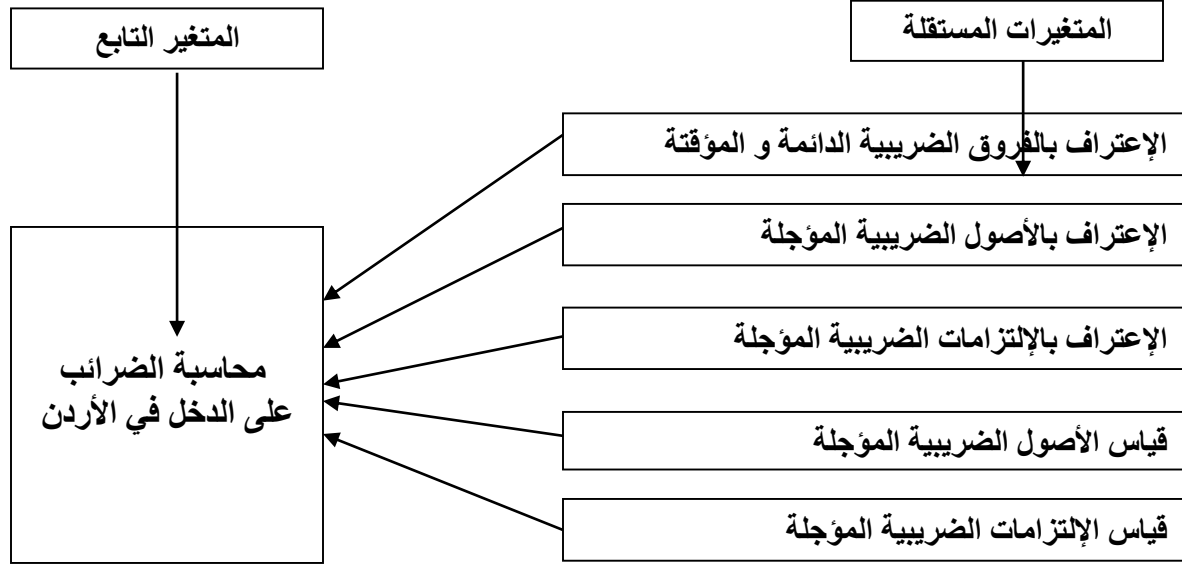 المتغيرات المستقلة
المتغير التابع
الإعتراف بالفروق الضريبية الدائمة و المؤقتة
الإعتراف بالأصول الضريبية المؤجلة
الإعتراف بالإلتزامات الضريبية المؤجلة
قياس الأصول الضريبية المؤجلة
قياس الإلتزامات الضريبية المؤجلة
محاسبة الضرائب
على الدخل في الأردن